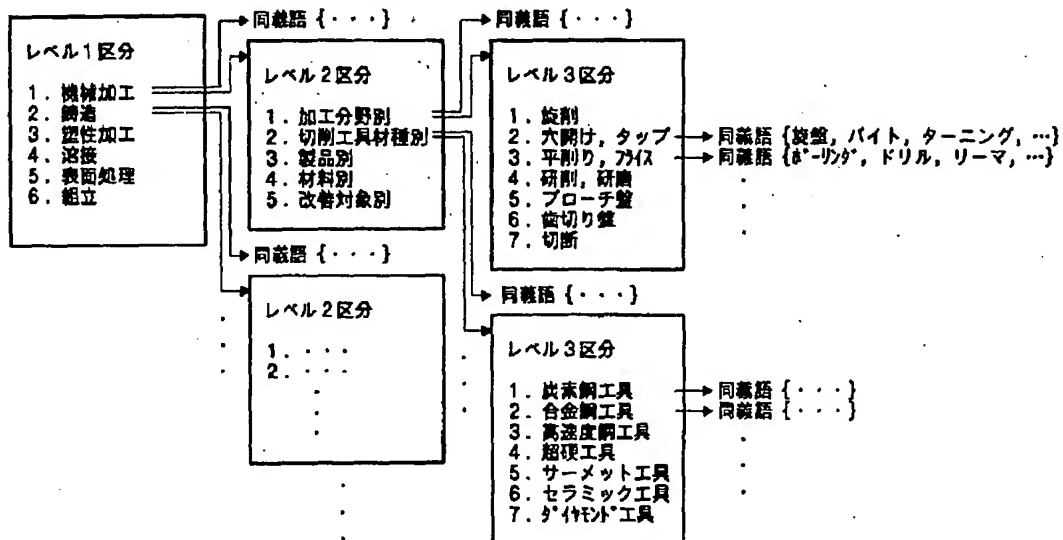 同義語 {・・・}
同義語 {・・・}
レベル1区分
1. 機械加工
2. 鋳造
3. 塑性加工
4. 溶接
5. 表面処理
6. 組立
レベル2区分
1. 加工分野別
2. 切削工具材種別
3. 製品別
4. 材料別
5. 改善対象別
レベル3区分
1. 旋削
2. 穴開け, タップ
3. 平削り, フライス
4. 研削, 研磨
5. ブローチ盤
6. 歯切り盤
7. 切断
同義語 {旋盤, バイト, ターニング, …}
同義語 {ボーリング, ドリル, リーマ, …}
同義語 {・・・}
レベル2区分
1. ・・・・
2. ・・・・
同義語 {・・・}
レベル3区分
1. 炭素鋼工具
2. 合金鋼工具
3. 高速度鋼工具
4. 超硬工具
5. サーメット工具
6. セラミック工具
7. ダイヤモンド工具
同義語 {・・・}
同義語 {・・・}